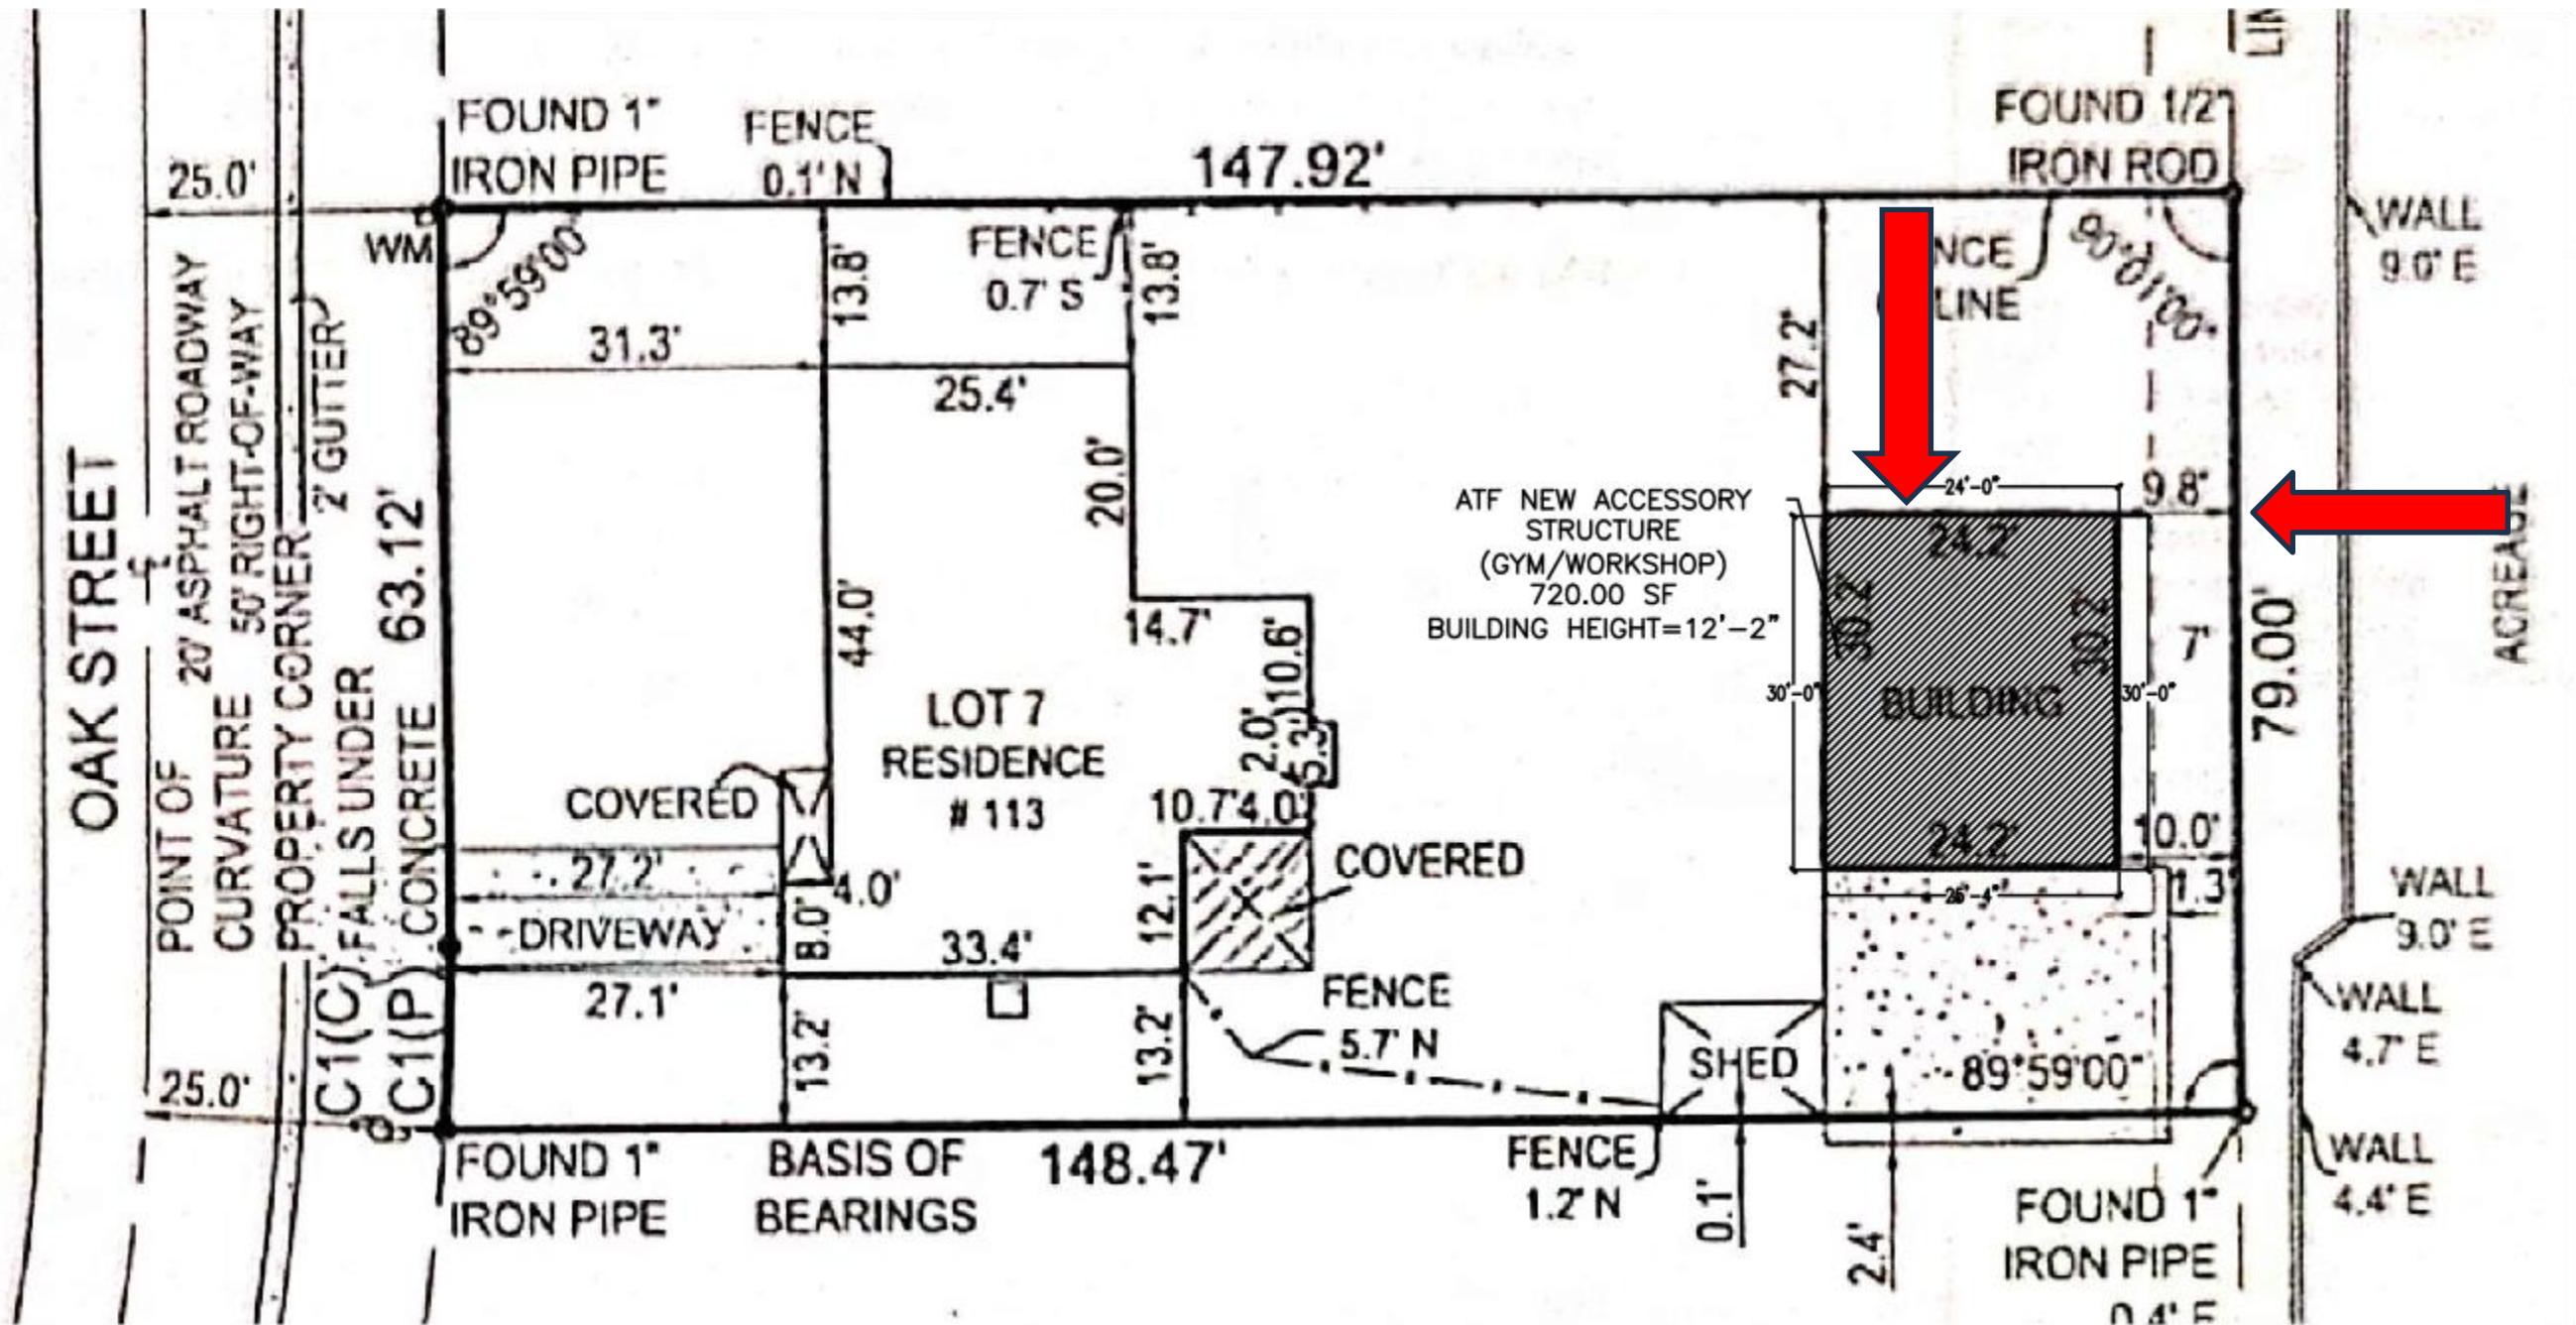 LIN
FOUND 1"
IRON PIPE
FENCE
0.1' N
147.92'
FOUND 1/2"
IRON ROD
25.0'
WM
89°59'00"
13.8'
FENCE
0.7' S
13.8'
NCE
LINE
90°01'00"
WALL
9.0' E
31.3'
25.4'
27.2'
20.0'
OAK STREET
20' ASPHALT ROADWAY
50' RIGHT-OF-WAY
2' GUTTER
63.12'
POINT OF
CURVATURE
PROPERTY CORNER
FALLS UNDER
CONCRETE
C1(C)
C1(P)
ATF NEW ACCESSORY
STRUCTURE
(GYM/WORKSHOP)
720.00 SF
BUILDING HEIGHT=12'-2"
24'-0"
9.8'
24.2'
30.2'
30.2'
30'-0"
BUILDING
30'-0"
7'
79.00'
ACREAGE
44.0'
14.7'
10.6'
2.0'
5.3'
LOT 7
RESIDENCE
# 113
COVERED
10.7'
4.0'
24.2'
10.0'
COVERED
27.2'
4.0'
8.0'
12.1'
26'-4"
1.3'
DRIVEWAY
33.4'
27.1'
WALL
9.0' E
FENCE
5.7' N
WALL
4.7' E
25.0'
13.2'
13.2'
SHED
89°59'00"
FOUND 1"
IRON PIPE
BASIS OF
BEARINGS
148.47'
FENCE
1.2' N
0.1'
2.4'
WALL
4.4' E
FOUND 1"
IRON PIPE
0.4' E